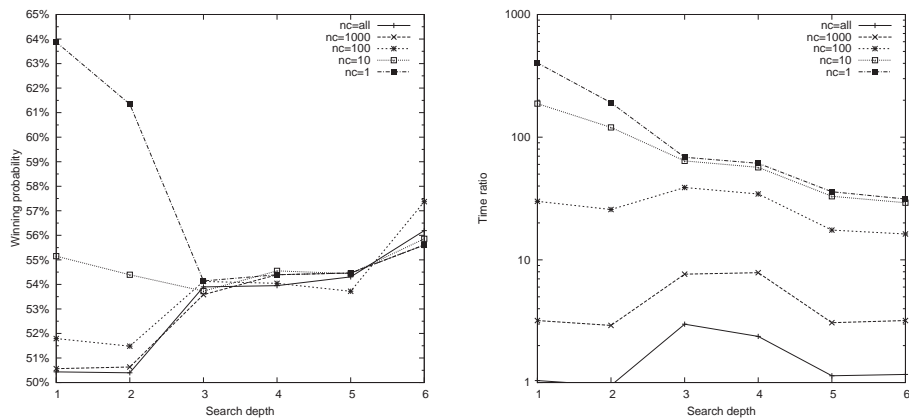 Winning probability
65%
64%
63%
62%
61%
60%
59%
58%
57%
56%
55%
54%
53%
52%
51%
50%
1 2 3 4 5 6
Search depth
nc=all
nc=1000
nc=100
nc=10
nc=1
Time ratio
1000
100
10
1
1 2 3 4 5 6
Search depth
nc=all
nc=1000
nc=100
nc=10
nc=1